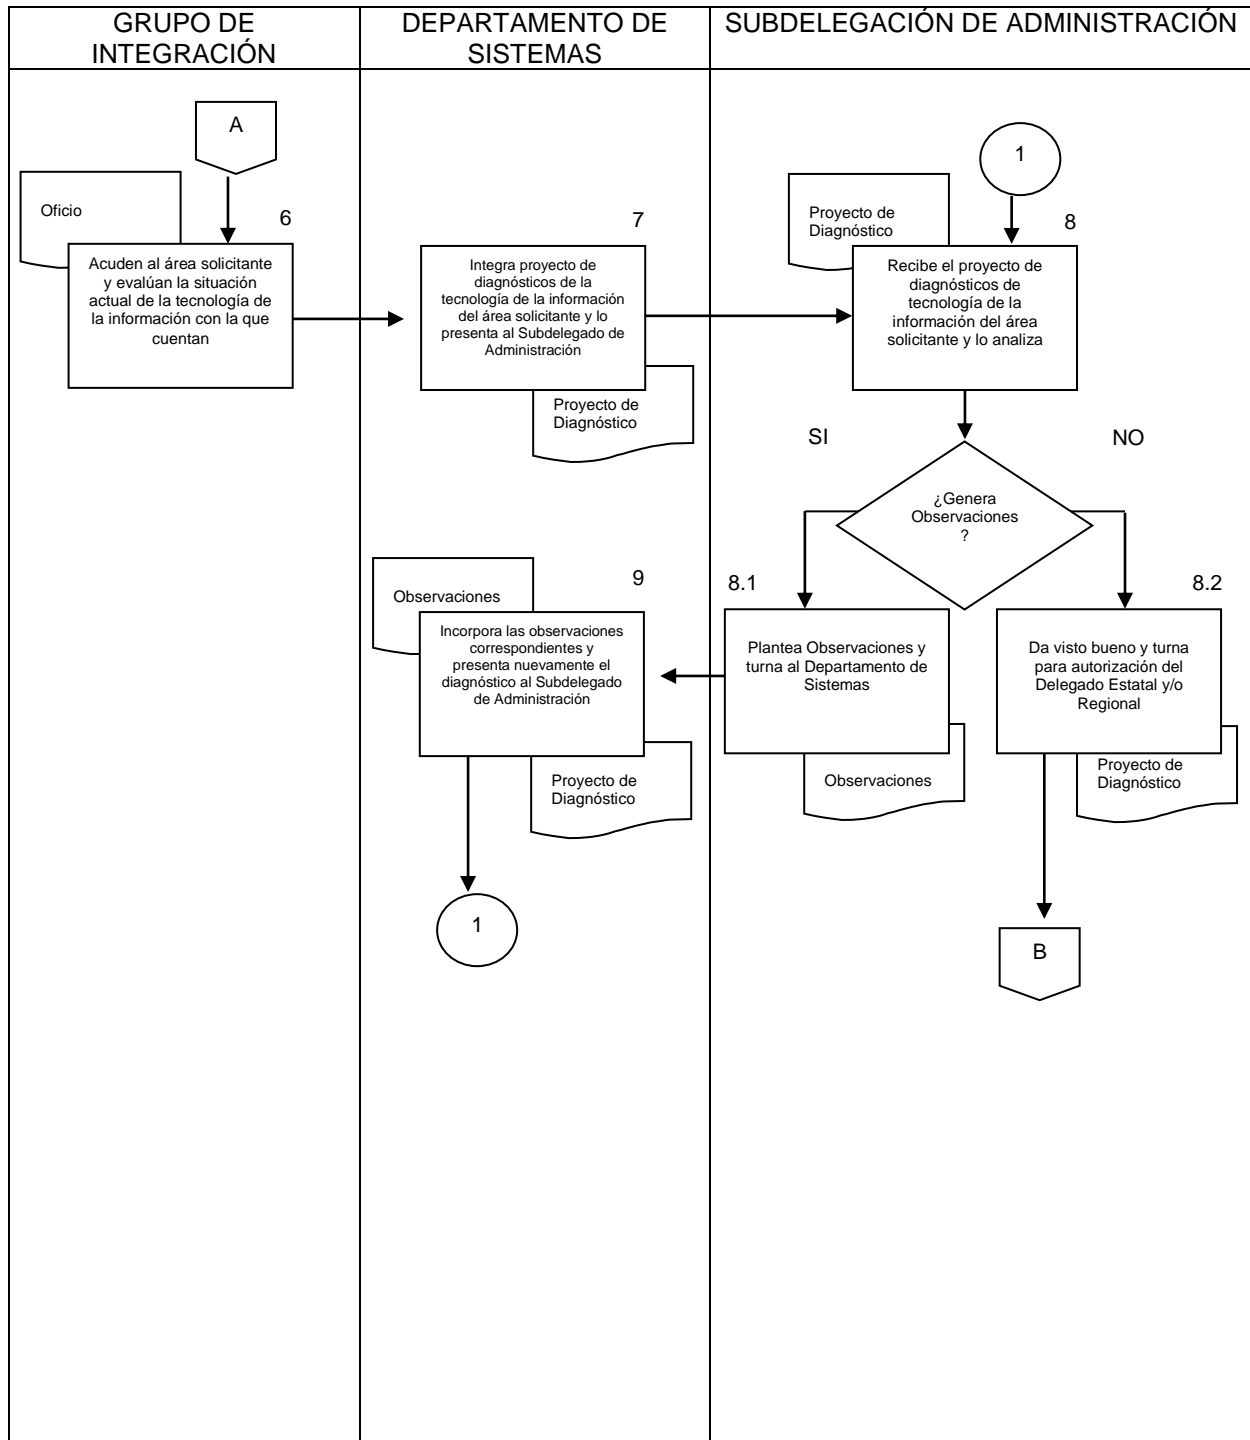 GRUPO DE
INTEGRACIÓN
DEPARTAMENTO DE
SISTEMAS
SUBDELEGACIÓN DE ADMINISTRACIÓN
A
Oficio
6
Acuden al área solicitante
y evalúan la situación
actual de la tecnología de
la información con la que
cuentan
7
Integra proyecto de
diagnósticos de la
tecnología de la información
del área solicitante y lo
presenta al Subdelegado de
Administración
Proyecto de
Diagnóstico
1
Proyecto de
Diagnóstico
8
Recibe el proyecto de
diagnósticos de
tecnología de la
información del área
solicitante y lo analiza
SI
NO
¿Genera
Observaciones
?
8.1
Plantea Observaciones y
turna al Departamento de
Sistemas
Observaciones
8.2
Da visto bueno y turna
para autorización del
Delegado Estatal y/o
Regional
Proyecto de
Diagnóstico
Observaciones
9
Incorpora las observaciones
correspondientes y
presenta nuevamente el
diagnóstico al Subdelegado
de Administración
Proyecto de
Diagnóstico
1
B